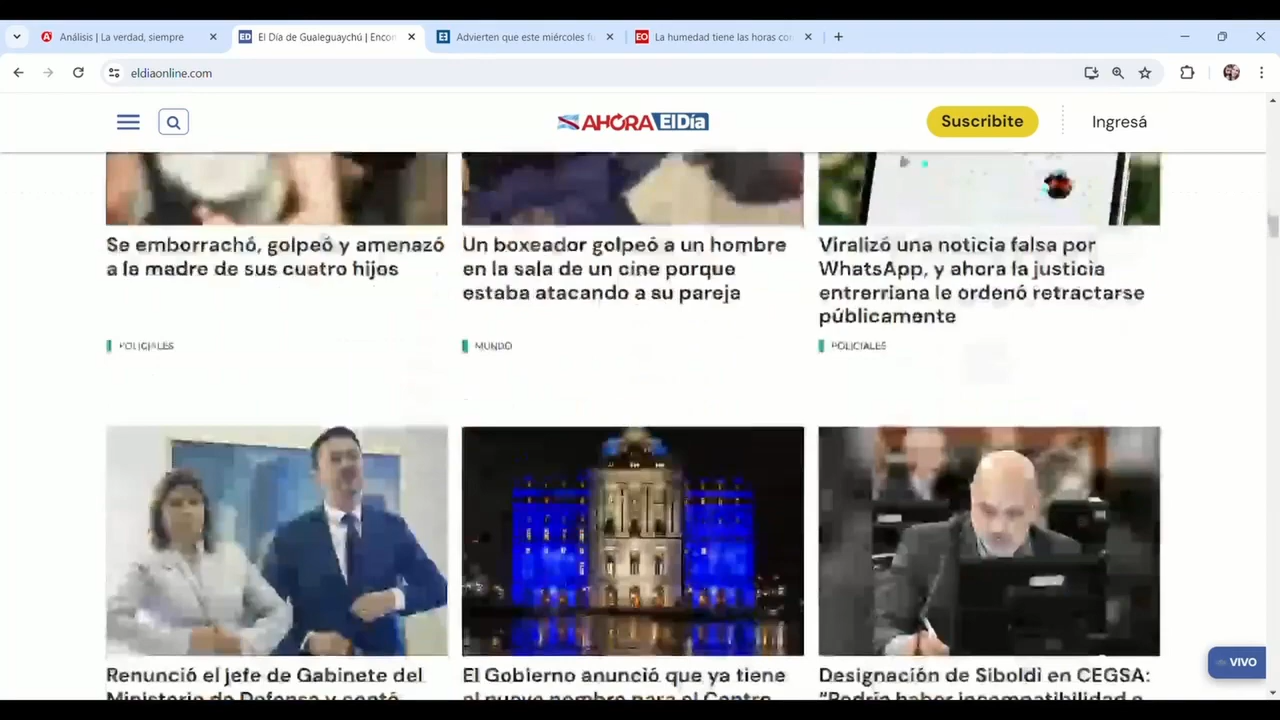 Análisis | La verdad, siempre
El Día de Gualeguaychú | Encon
Advierten que este miércoles fu
EO
La humedad tiene las horas con
eldiaonline.com
AHORA ElDía
Suscribite
Ingresá
Se emborrachó, golpeó y amenazó
a la madre de sus cuatro hijos
POLICIALES
Un boxeador golpeó a un hombre
en la sala de un cine porque
estaba atacando a su pareja
MUNDO
Viralizó una noticia falsa por
WhatsApp, y ahora la justicia
entrerriana le ordenó retractarse
públicamente
POLICIALES
Renunció el jefe de Gabinete del
Ministerio de Defensa y contó
El Gobierno anunció que ya tiene
el nuevo nombre para el Centro
Designación de Siboldi en CEGSA:
“Podría haber incompatibilidad o
VIVO